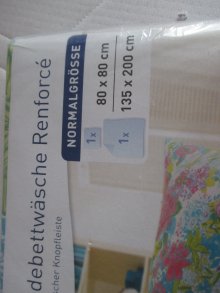 debettwäsche Renforcé
cher Knopfleiste
NORMALGRÖSSE
1x 80 x 80 cm
1x 135 x 200 cm